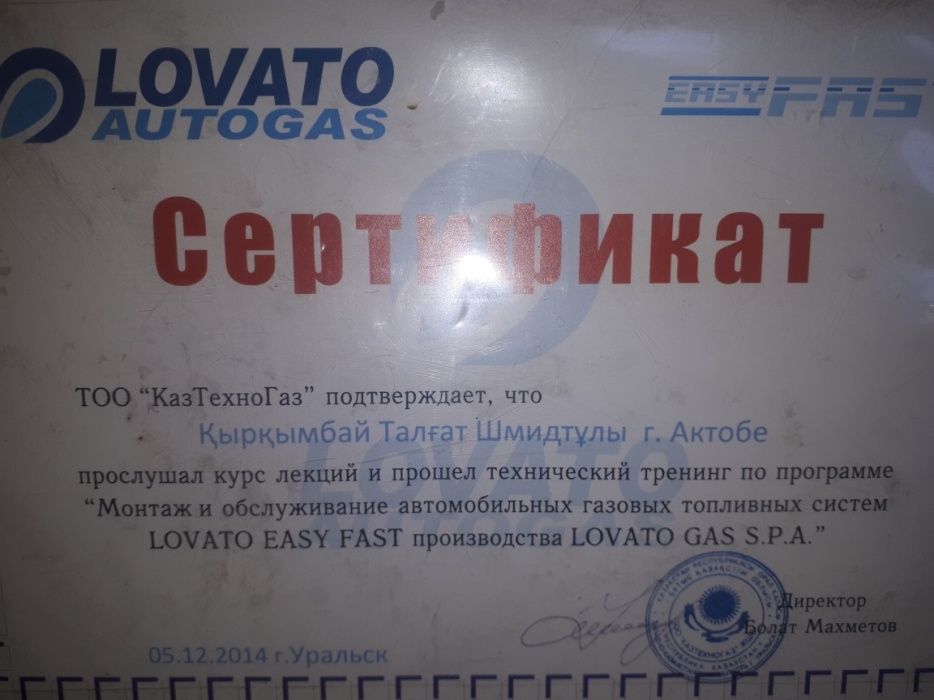 LOVATO
AUTOGAS
EASY FAS
Сертификат
ТОО “КазТехноГаз” подтверждает, что
Қырқымбай Талғат Шмидтұлы г. Актобе
прослушал курс лекций и прошел технический тренинг по программе
“Монтаж и обслуживание автомобильных газовых топливных систем
LOVATO EASY FAST производства LOVATO GAS S.P.A.”
LOVATO
AUTOGAS
Директор
Болат Махметов
05.12.2014 г.Уральск